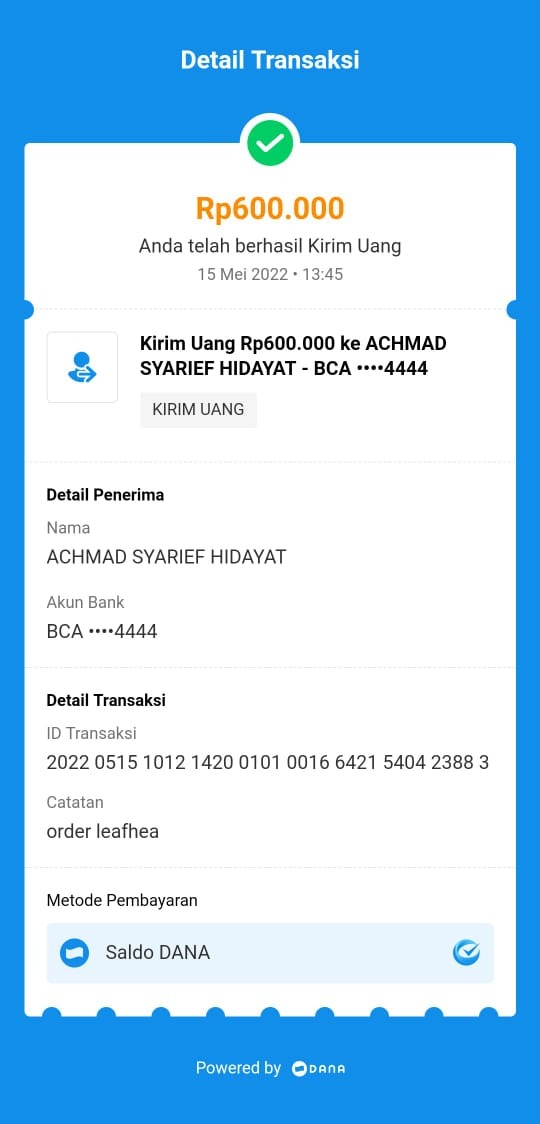 Detail Transaksi
Rp600.000
Anda telah berhasil Kirim Uang
15 Mei 2022 • 13:45
Kirim Uang Rp600.000 ke ACHMAD
SYARIEF HIDAYAT - BCA ••••4444
KIRIM UANG
Detail Penerima
Nama
ACHMAD SYARIEF HIDAYAT
Akun Bank
BCA ••••4444
Detail Transaksi
ID Transaksi
2022 0515 1012 1420 0101 0016 6421 5404 2388 3
Catatan
order leafhea
Metode Pembayaran
Saldo DANA
Powered by DANA